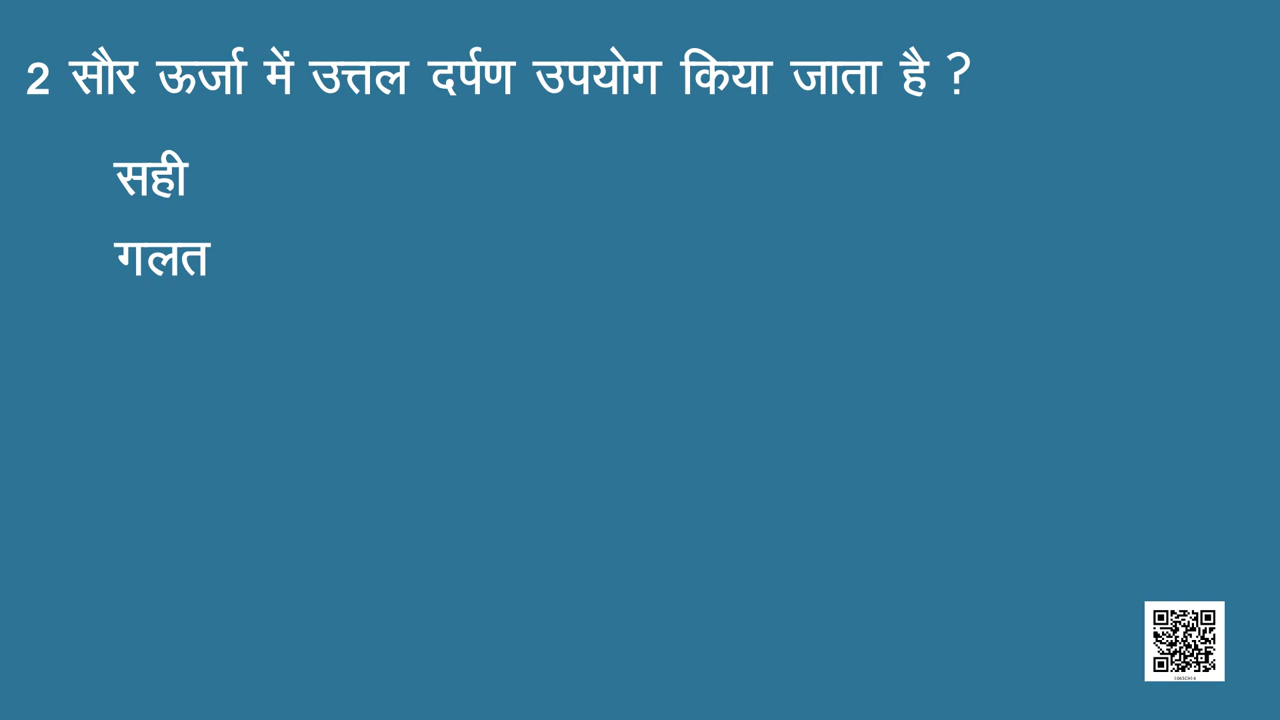 2 सौर ऊर्जा में उत्तल दर्पण उपयोग किया जाता है ?
सही
गलत